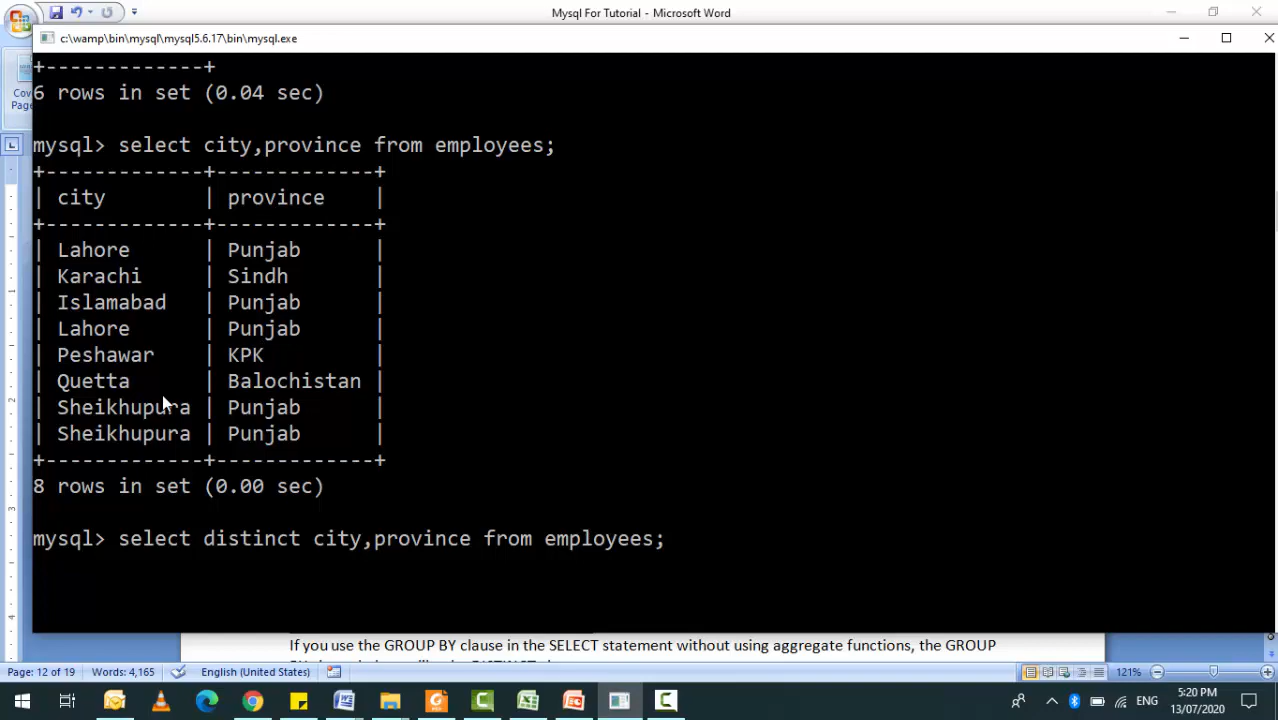 Mysql For Tutorial - Microsoft Word
c:\wamp\bin\mysql\mysql5.6.17\bin\mysql.exe
+-------------+
6 rows in set (0.04 sec)
mysql> select city,province from employees;
+-------------+-------------+
| city | province |
+-------------+-------------+
| Lahore | Punjab |
| Karachi | Sindh |
| Islamabad | Punjab |
| Lahore | Punjab |
| Peshawar | KPK |
| Quetta | Balochistan |
| Sheikhupura | Punjab |
| Sheikhupura | Punjab |
+-------------+-------------+
8 rows in set (0.00 sec)
mysql> select distinct city,province from employees;
If you use the GROUP BY clause in the SELECT statement without using aggregate functions, the GROUP
Page: 12 of 19 Words: 4,165 English (United States) 121%
ENG 5:20 PM
13/07/2020